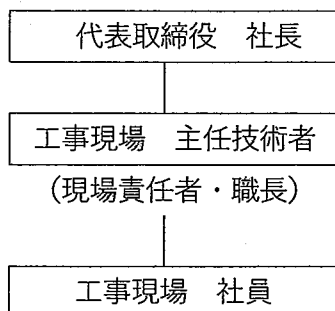 代表取締役　社長
工事現場　主任技術者
(現場責任者・職長)
工事現場　社員